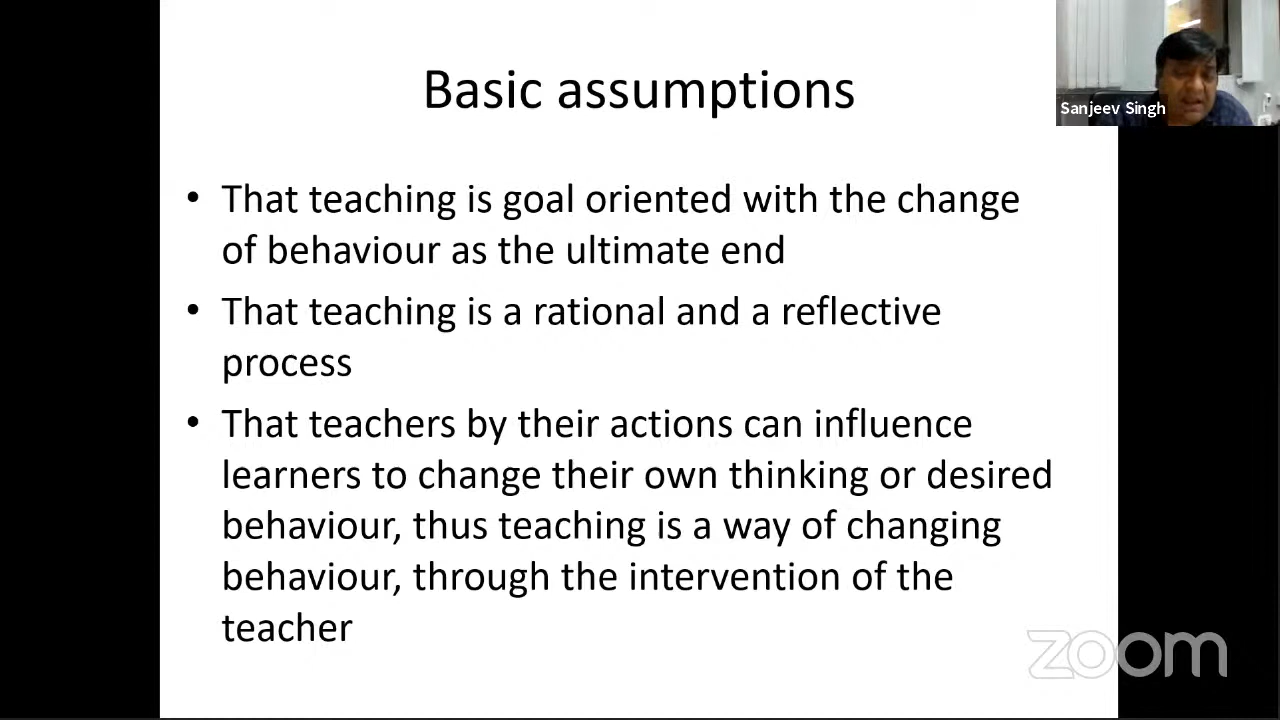 Basic assumptions
Sanjeev Singh
• That teaching is goal oriented with the change
of behaviour as the ultimate end
• That teaching is a rational and a reflective
process
• That teachers by their actions can influence
learners to change their own thinking or desired
behaviour, thus teaching is a way of changing
behaviour, through the intervention of the
teacher
zoom